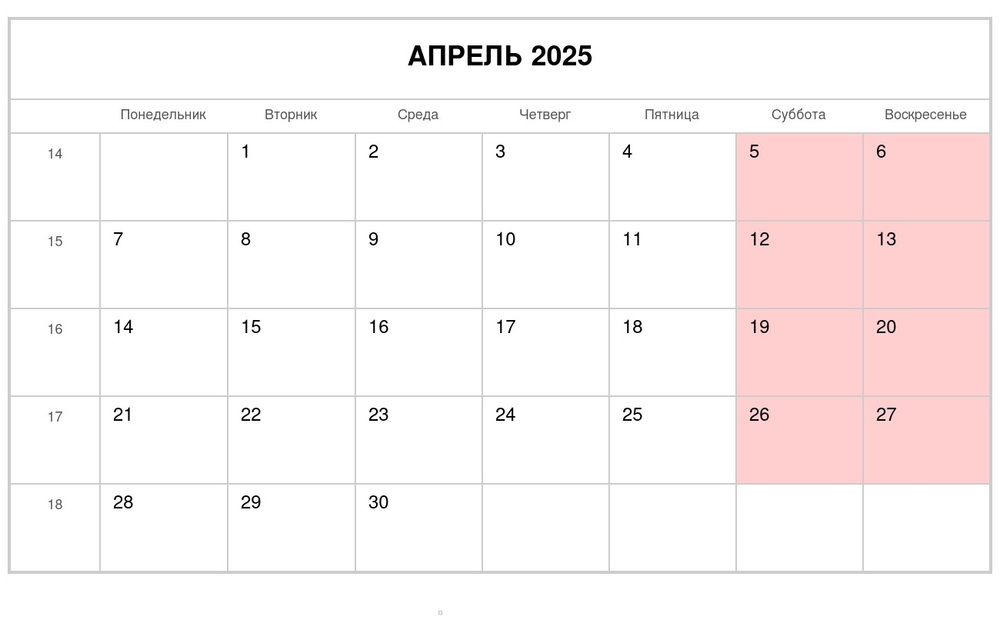 АПРЕЛЬ 2025
Понедельник Вторник Среда Четверг Пятница Суббота Воскресенье
14 1 2 3 4 5 6
15 7 8 9 10 11 12 13
16 14 15 16 17 18 19 20
17 21 22 23 24 25 26 27
18 28 29 30